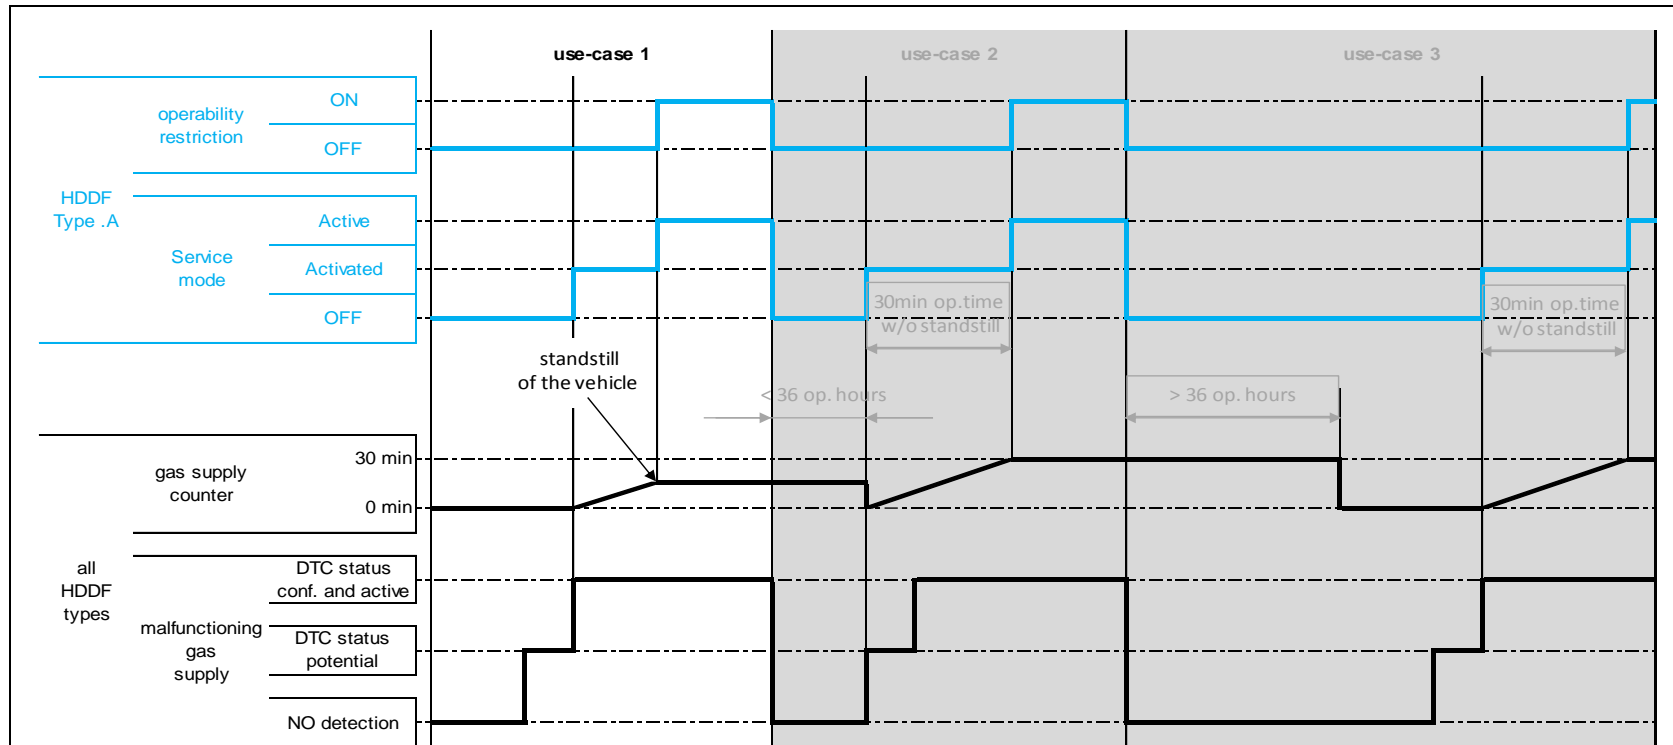 use-case 1
use-case 2
use-case 3
HDDF
Type .A
operability
restriction
ON
OFF
Service
mode
Active
Activated
OFF
30min op.time
w/o standstill
30min op.time
w/o standstill
standstill
of the vehicle
< 36 op. hours
> 36 op. hours
all
HDDF
types
gas supply
counter
30 min
0 min
malfunctioning
gas
supply
DTC status
conf. and active
DTC status
potential
NO detection